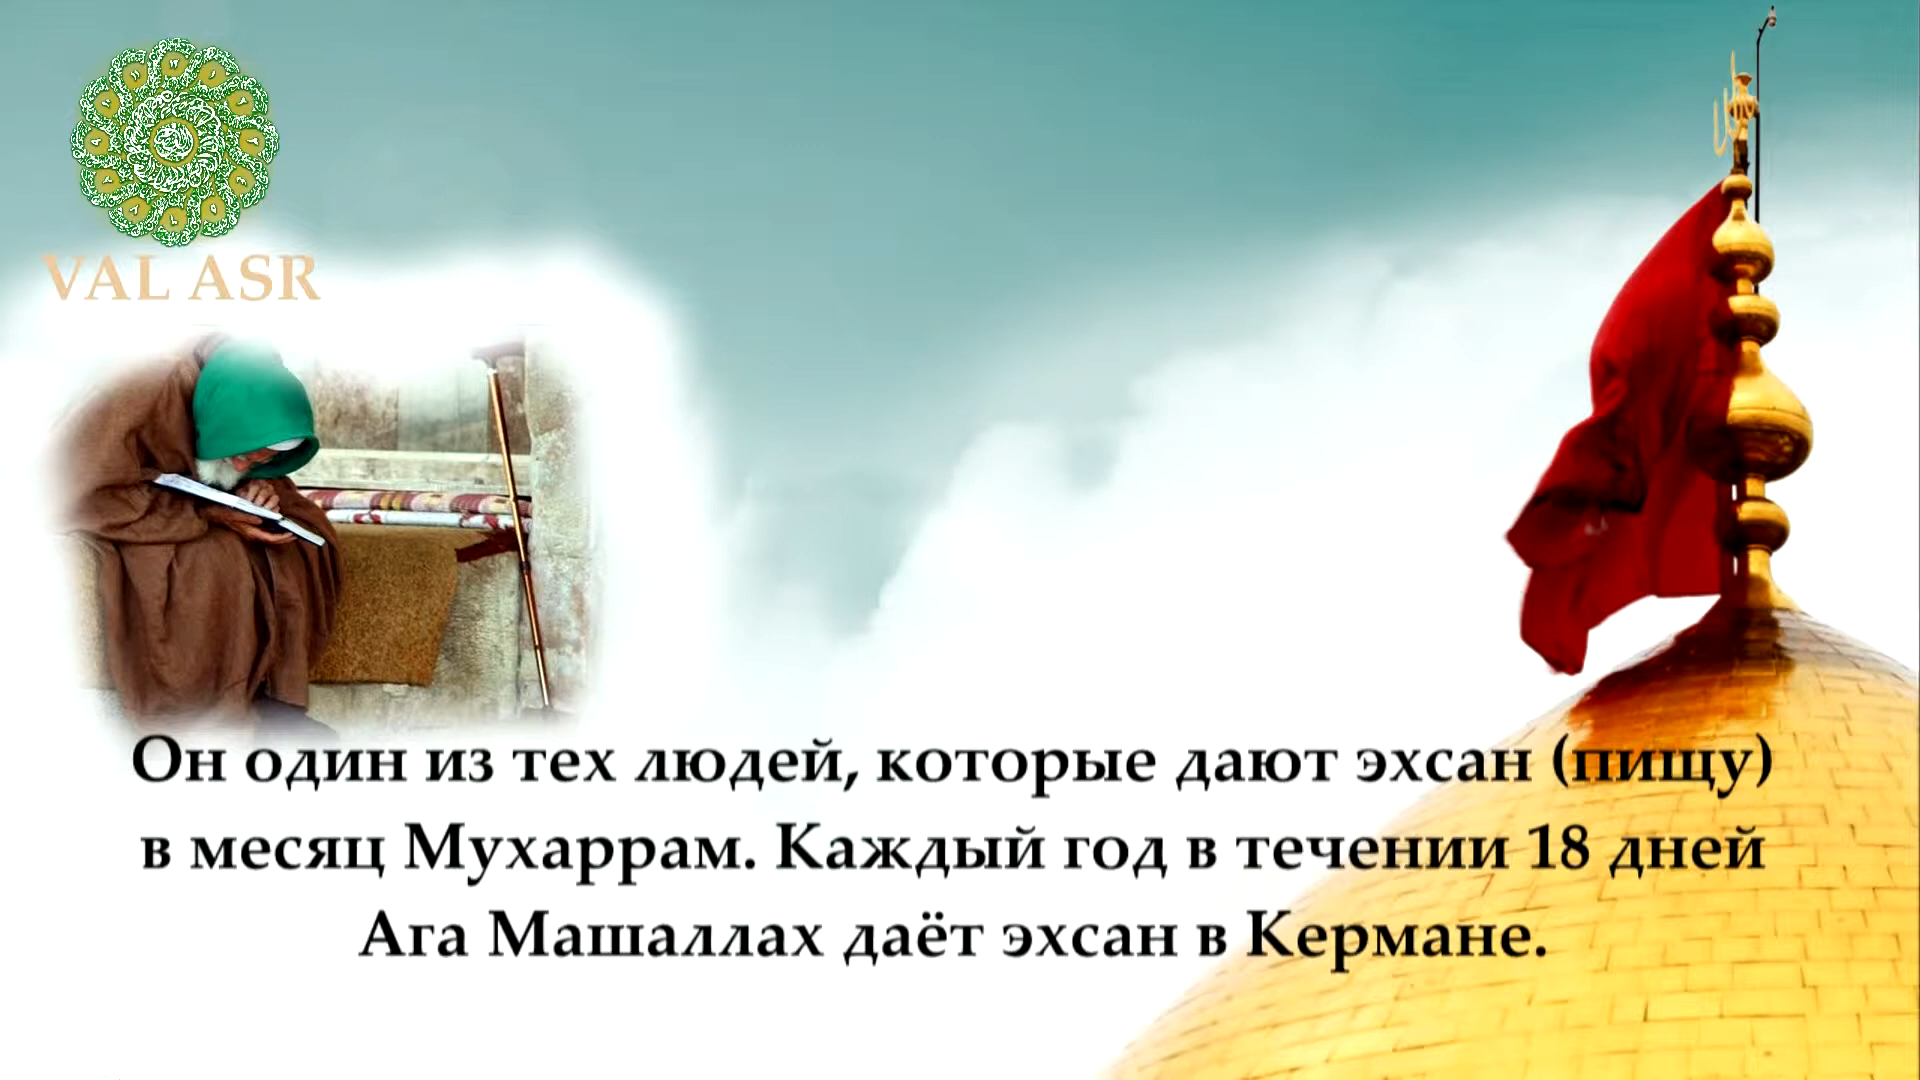 VAL ASR
Он один из тех людей, которые дают эхсан (пищу)
в месяц Мухаррам. Каждый год в течении 18 дней
Ага Машаллах даёт эхсан в Кермане.